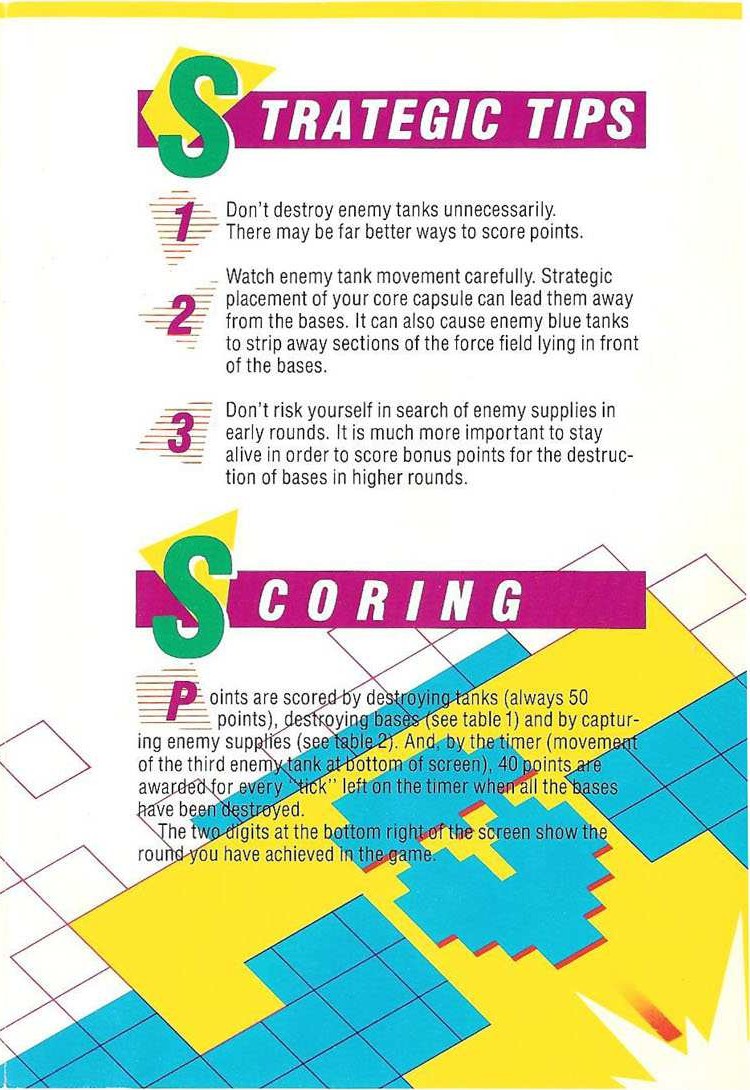 STRATEGIC TIPS
1 Don't destroy enemy tanks unnecessarily.
There may be far better ways to score points.
2 Watch enemy tank movement carefully. Strategic
placement of your core capsule can lead them away
from the bases. It can also cause enemy blue tanks
to strip away sections of the force field lying in front
of the bases.
3 Don't risk yourself in search of enemy supplies in
early rounds. It is much more important to stay
alive in order to score bonus points for the destruc-
tion of bases in higher rounds.
SCORING
Points are scored by destroying tanks (always 50
points), destroying bases (see table 1) and by captur-
ing enemy supplies (see table 2). And, by the timer (movement
of the third enemy tank at bottom of screen), 40 points are
awarded for every "tick" left on the timer when all the bases
have been destroyed.
The two digits at the bottom right of the screen show the
round you have achieved in the game.